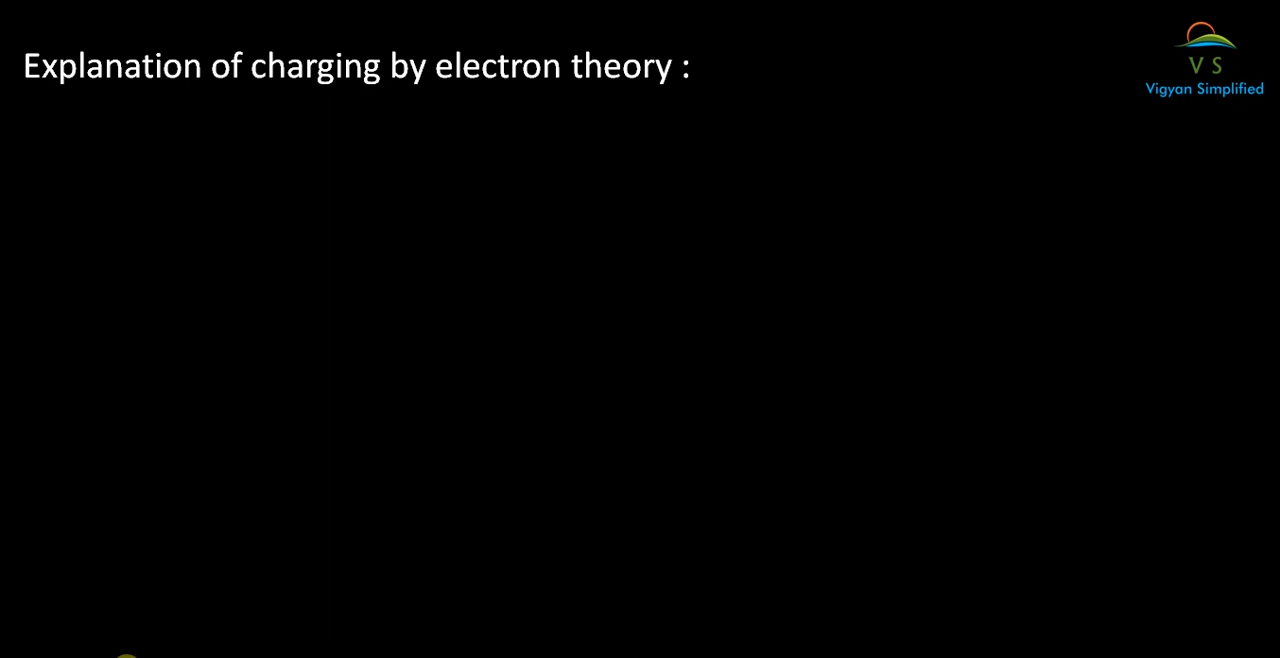 Explanation of charging by electron theory :
V S
Vigyan Simplified